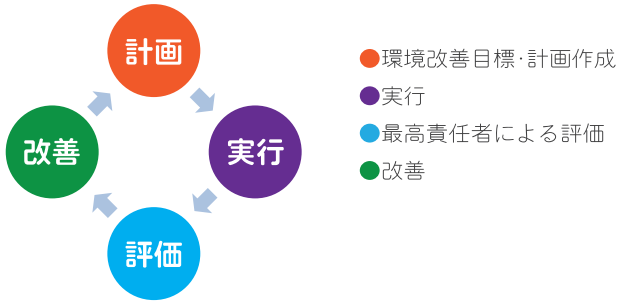 計画
実行
評価
改善
●環境改善目標・計画作成
●実行
●最高責任者による評価
●改善